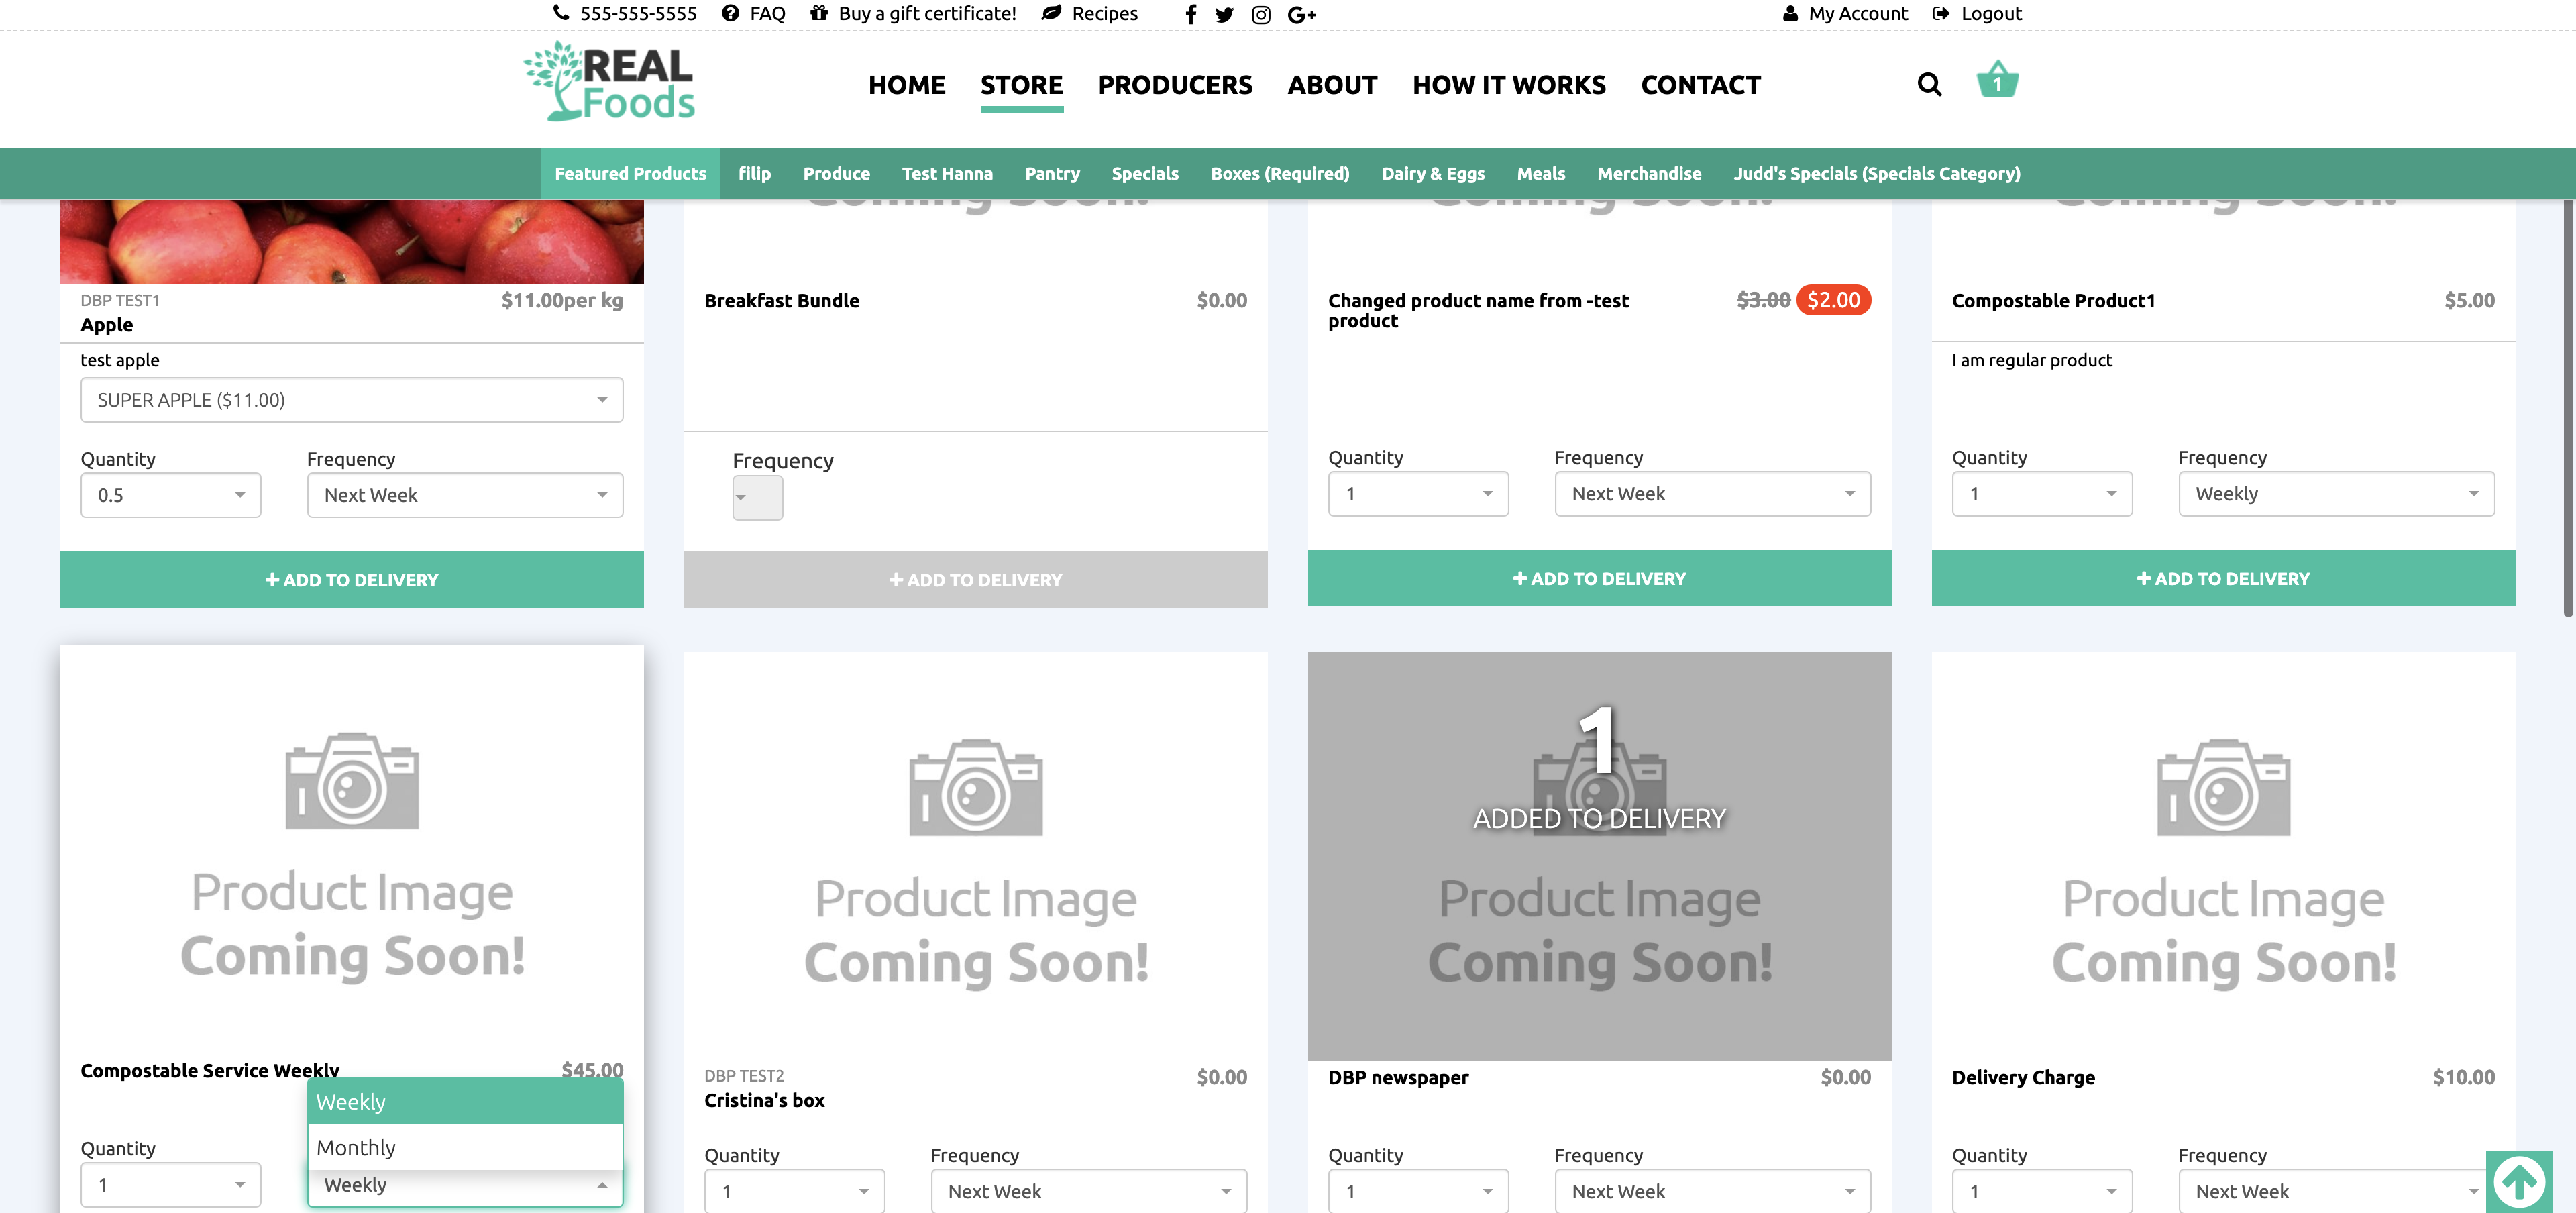 555-555-5555 FAQ Buy a gift certificate! Recipes My Account Logout
REAL
Foods
HOME STORE PRODUCERS ABOUT HOW IT WORKS CONTACT 1
Featured Products filip Produce Test Hanna Pantry Specials Boxes (Required) Dairy & Eggs Meals Merchandise Judd's Specials (Specials Category)
Coming Soon! Coming Soon! Coming Soon!
DBP TEST1 $11.00per kg
Apple
test apple
SUPER APPLE ($11.00)
Quantity Frequency
0.5 Next Week
+ ADD TO DELIVERY
Breakfast Bundle $0.00
Frequency
+ ADD TO DELIVERY
Changed product name from -test $3.00 $2.00
product
Quantity Frequency
1 Next Week
+ ADD TO DELIVERY
Compostable Product1 $5.00
I am regular product
Quantity Frequency
1 Weekly
+ ADD TO DELIVERY
Product Image
Coming Soon!
Compostable Service Weekly $45.00
Weekly
Monthly
Quantity
1 Weekly
Product Image
Coming Soon!
DBP TEST2 $0.00
Cristina's box
Quantity Frequency
1 Next Week
1
ADDED TO DELIVERY
Product Image
Coming Soon!
DBP newspaper $0.00
Quantity Frequency
1 Next Week
Product Image
Coming Soon!
Delivery Charge $10.00
Quantity Frequency
1 Next Week